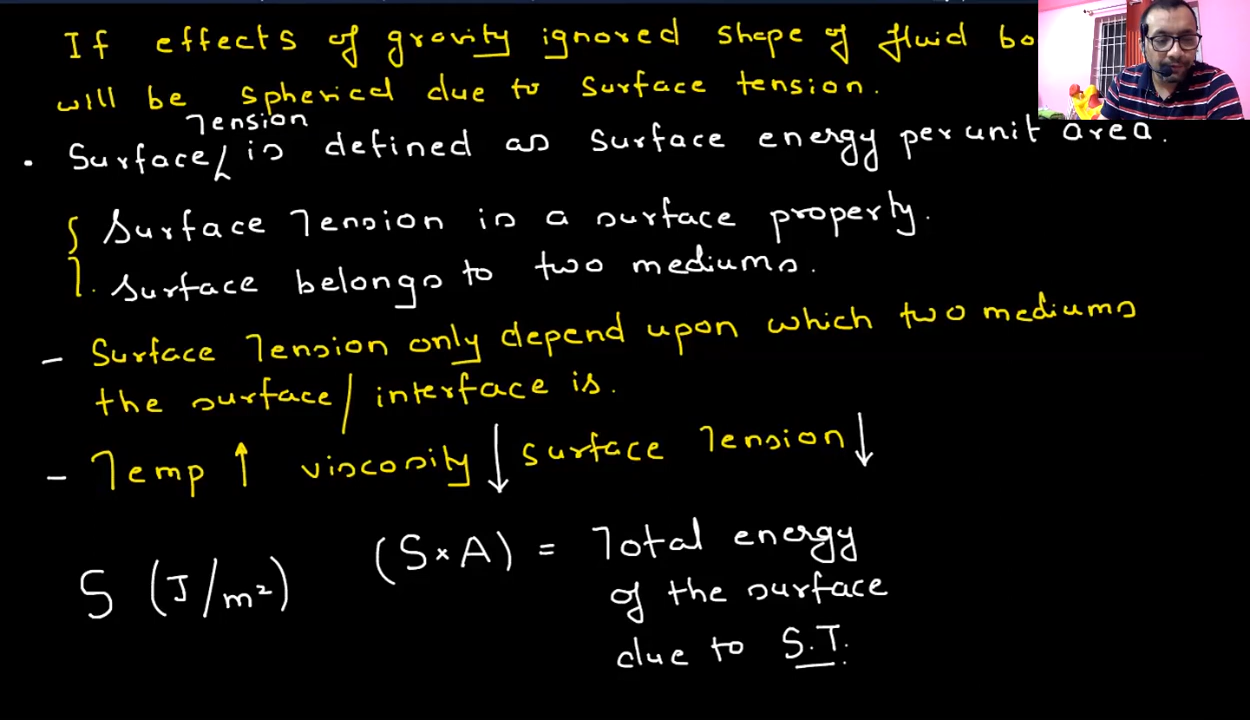 If effects of gravity ignored shape of fluid bo
will be spherical due to surface tension.
Tension
• Surface/ is defined as surface energy per unit area.
Surface Tension is a surface property.
Surface belongs to two mediums.
- Surface Tension only depend upon which two mediums
the surface/interface is.
- Temp ↑ viscosity ↓ surface Tension ↓
S (J/m²) (S×A) = Total energy
of the surface
due to S.T.